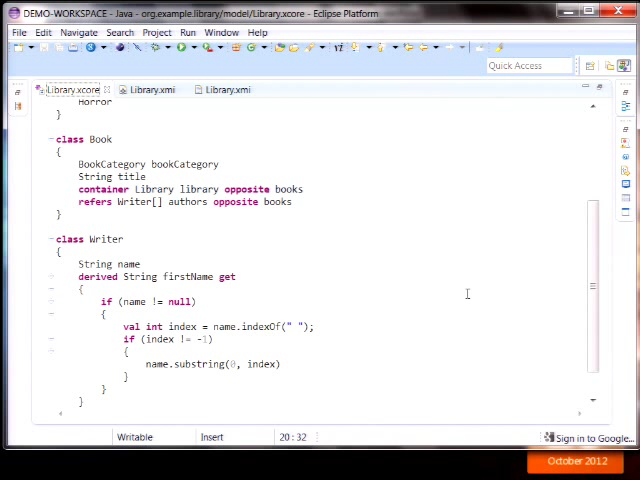 DEMO-WORKSPACE - Java - org.example.library/model/Library.xcore - Eclipse Platform
File Edit Navigate Search Project Run Window Help
Quick Access
Library.xcore Library.xmi Library.xmi
Horror
}
class Book
{
BookCategory bookCategory
String title
container Library library opposite books
refers Writer[] authors opposite books
}
class Writer
{
String name
derived String firstName get
{
if (name != null)
{
val int index = name.indexOf(" ");
if (index != -1)
{
name.substring(0, index)
}
}
}
Writable Insert 20 : 32 Sign in to Google...
October 2012